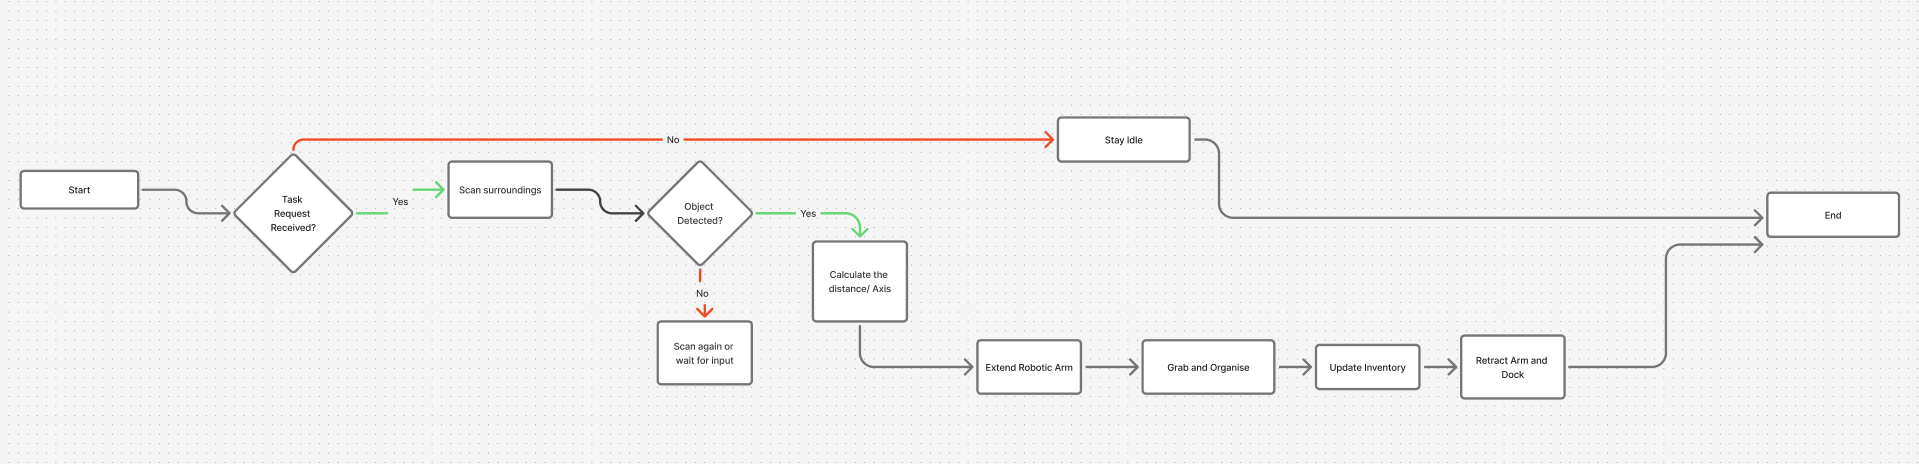 Start
Task
Request
Received?
Yes
No
Scan surroundings
Object
Detected?
Yes
No
Scan again or
wait for input
Calculate the
distance/ Axis
Extend Robotic Arm
Grab and Organise
Update Inventory
Retract Arm and
Dock
Stay Idle
End